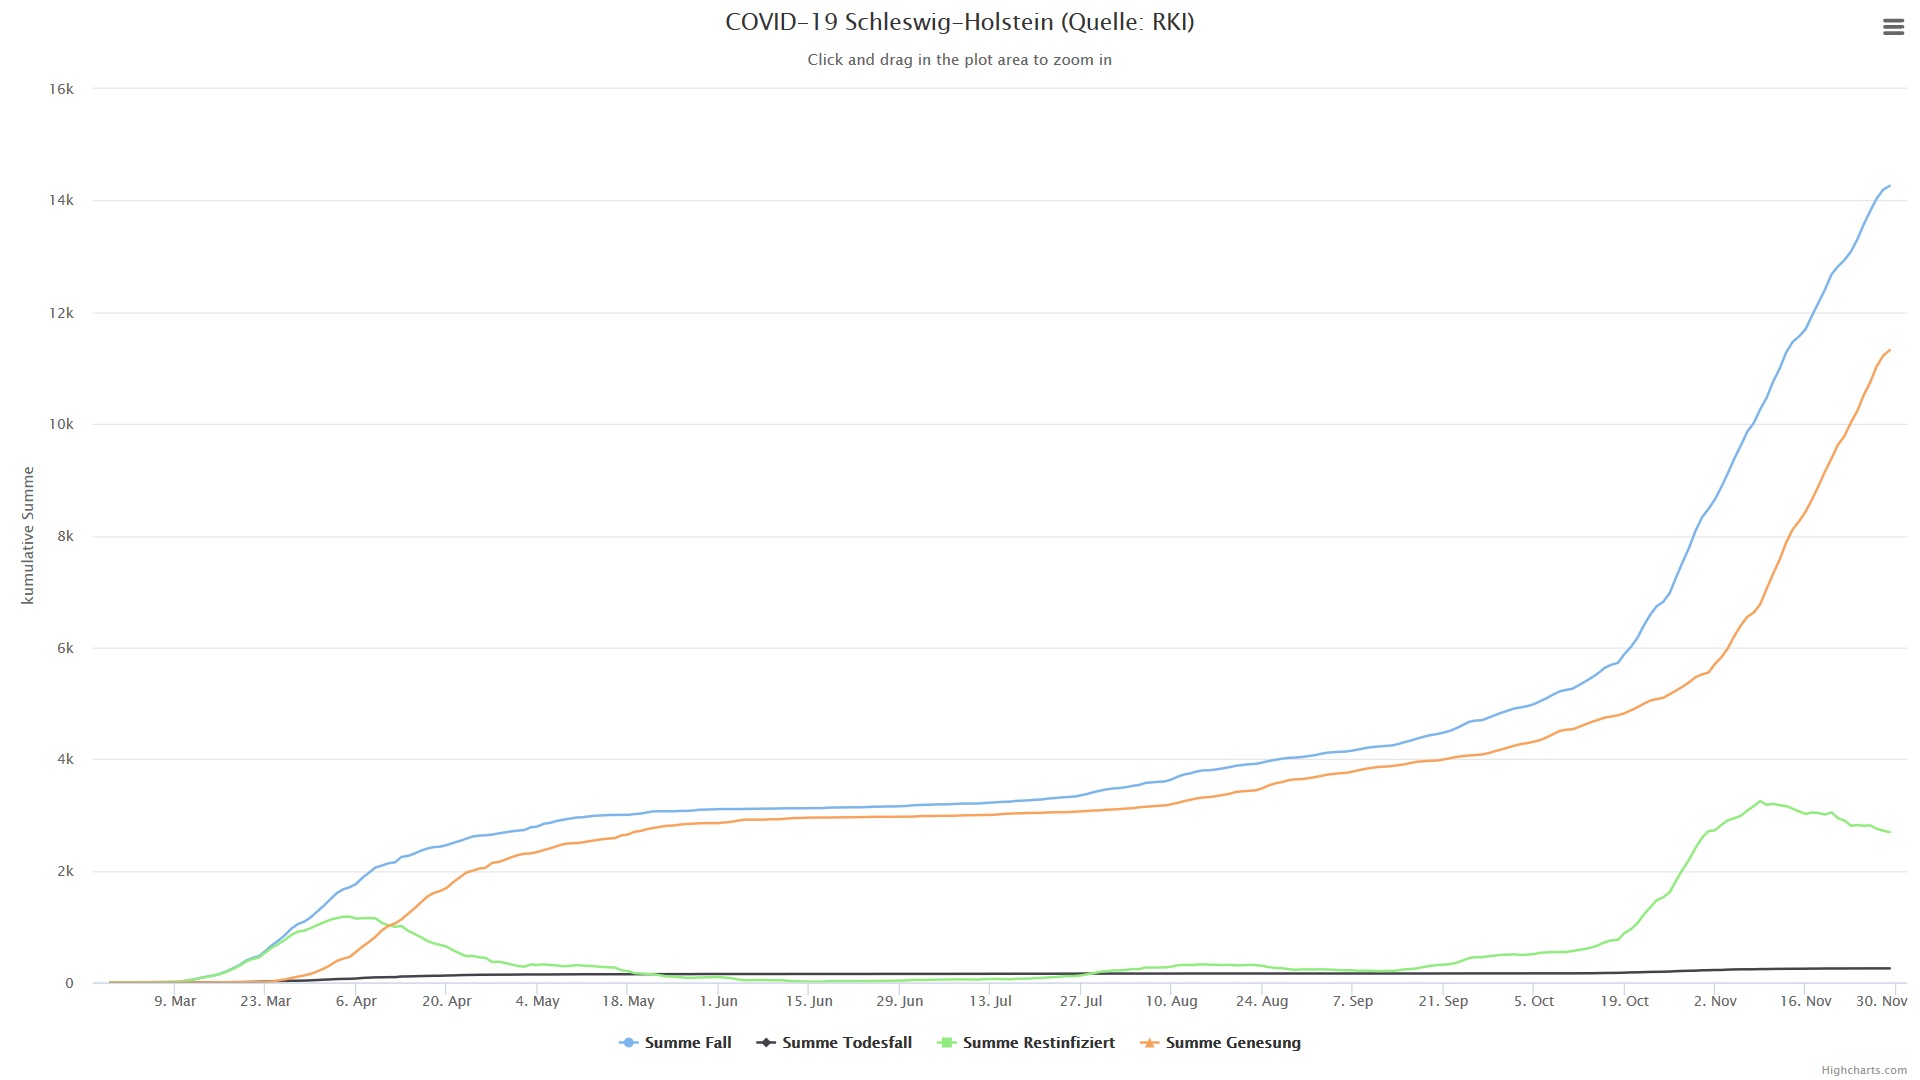 COVID-19 Schleswig-Holstein (Quelle: RKI)
Click and drag in the plot area to zoom in
kumulative Summe
16k
14k
12k
10k
8k
6k
4k
2k
0
9. Mar 23. Mar 6. Apr 20. Apr 4. May 18. May 1. Jun 15. Jun 29. Jun 13. Jul 27. Jul 10. Aug 24. Aug 7. Sep 21. Sep 5. Oct 19. Oct 2. Nov 16. Nov 30. Nov
Summe Fall Summe Todesfall Summe Restinfiziert Summe Genesung
Highcharts.com